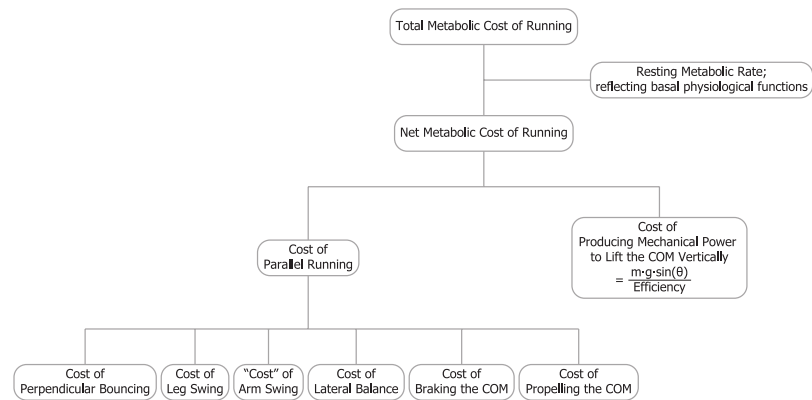 Total Metabolic Cost of Running
Resting Metabolic Rate;
reflecting basal physiological functions
Net Metabolic Cost of Running
Cost of
Parallel Running
Cost of
Producing Mechanical Power
to Lift the COM Vertically
= m·g·sin(θ)
Efficiency
Cost of
Perpendicular Bouncing
Cost of
Leg Swing
“Cost” of
Arm Swing
Cost of
Lateral Balance
Cost of
Braking the COM
Cost of
Propelling the COM